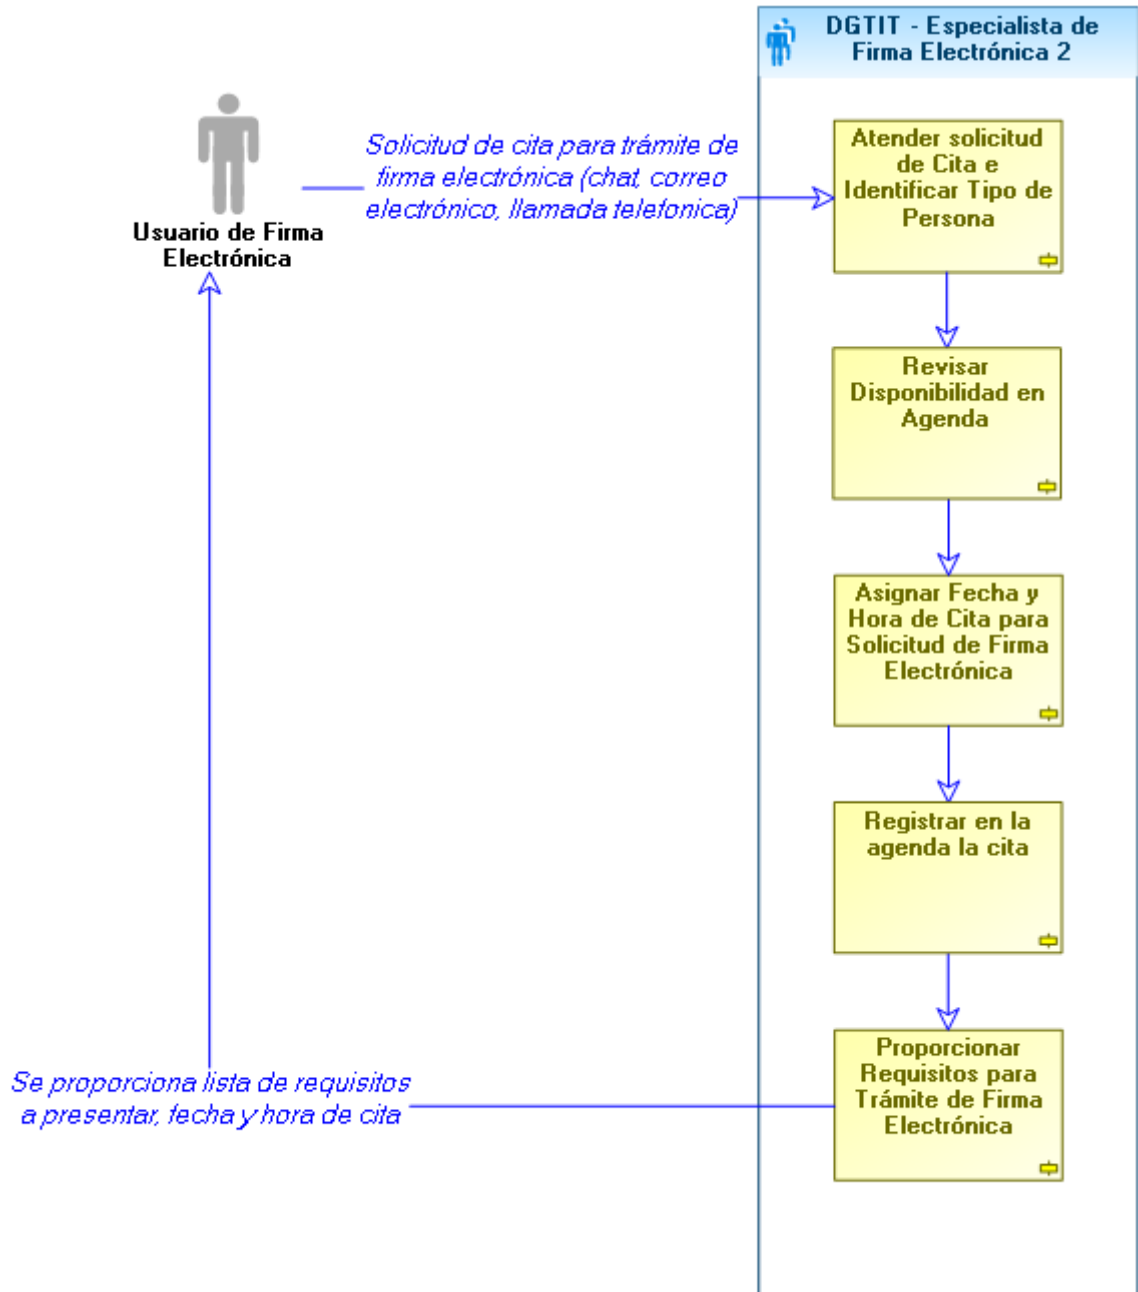 DGTIT - Especialista de
Firma Electrónica 2
Usuario de Firma
Electrónica
Solicitud de cita para trámite de
firma electrónica (chat, correo
electrónico, llamada telefonica)
Atender solicitud
de Cita e
Identificar Tipo de
Persona
Revisar
Disponibilidad en
Agenda
Asignar Fecha y
Hora de Cita para
Solicitud de Firma
Electrónica
Registrar en la
agenda la cita
Proporcionar
Requisitos para
Trámite de Firma
Electrónica
Se proporciona lista de requisitos
a presentar, fecha y hora de cita